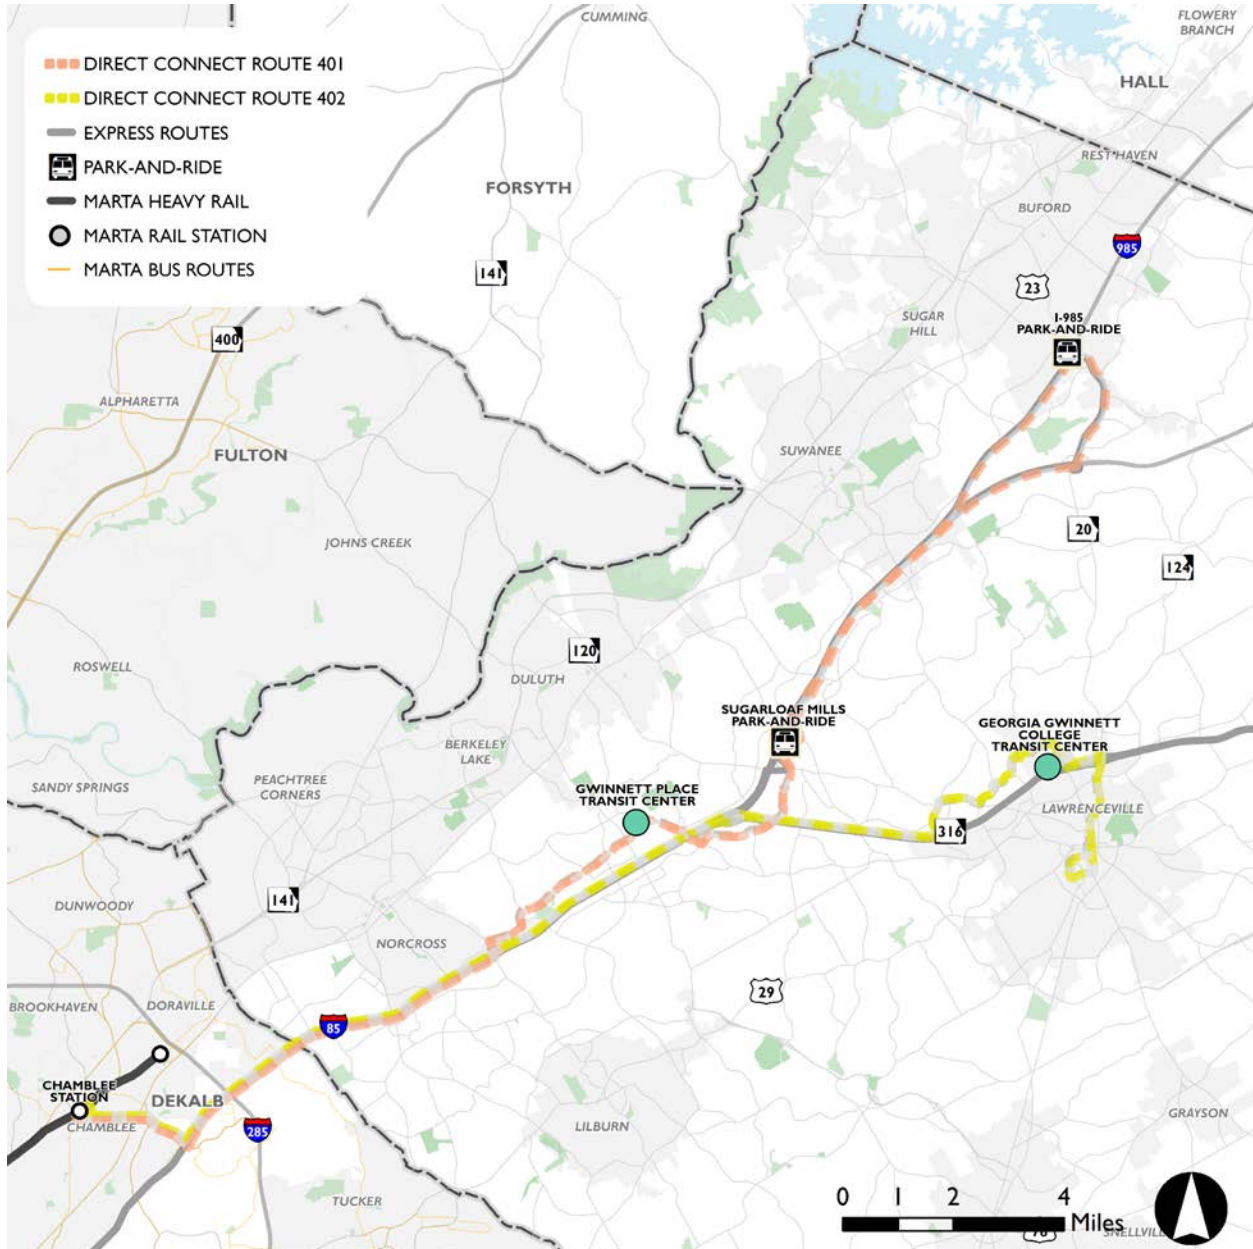 DIRECT CONNECT ROUTE 401
DIRECT CONNECT ROUTE 402
EXPRESS ROUTES
PARK-AND-RIDE
MARTA HEAVY RAIL
MARTA RAIL STATION
MARTA BUS ROUTES
CUMMING
FLOWERY
BRANCH
HALL
REST HAVEN
FORSYTH
BUFORD
985
141
23
SUGAR
HILL
I-985
PARK-AND-RIDE
400
ALPHARETTA
FULTON
SUWANEE
20
JOHNS CREEK
124
120
ROSWELL
DULUTH
SUGARLOAF MILLS
PARK-AND-RIDE
GEORGIA GWINNETT
COLLEGE
TRANSIT CENTER
BERKELEY
LAKE
SANDY SPRINGS
PEACHTREE
CORNERS
GWINNETT PLACE
TRANSIT CENTER
LAWRENCEVILLE
316
141
DUNWOODY
NORCROSS
29
BROOKHAVEN
DORAVILLE
85
CHAMBLEE
STATION
DEKALB
CHAMBLEE
285
LILBURN
GRAYSON
TUCKER
0 1 2 4
Miles
78
SNELLVILLE